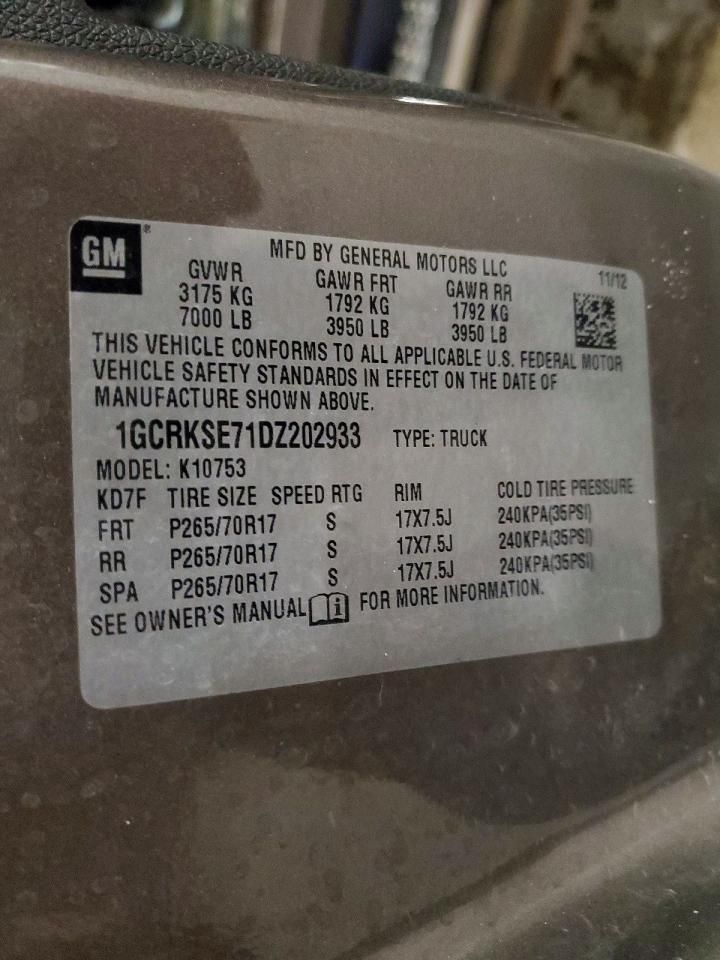 GM®
MFD BY GENERAL MOTORS LLC 11/12
GVWR GAWR FRT GAWR RR
3175 KG 1792 KG 1792 KG
7000 LB 3950 LB 3950 LB
THIS VEHICLE CONFORMS TO ALL APPLICABLE U.S. FEDERAL MOTOR
VEHICLE SAFETY STANDARDS IN EFFECT ON THE DATE OF
MANUFACTURE SHOWN ABOVE.
1GCRKSE71DZ202933 TYPE: TRUCK
MODEL: K10753
KD7F TIRE SIZE SPEED RTG RIM COLD TIRE PRESSURE
FRT P265/70R17 S 17X7.5J 240KPA(35PSI)
RR P265/70R17 S 17X7.5J 240KPA(35PSI)
SPA P265/70R17 S 17X7.5J 240KPA(35PSI)
SEE OWNER'S MANUAL i FOR MORE INFORMATION.